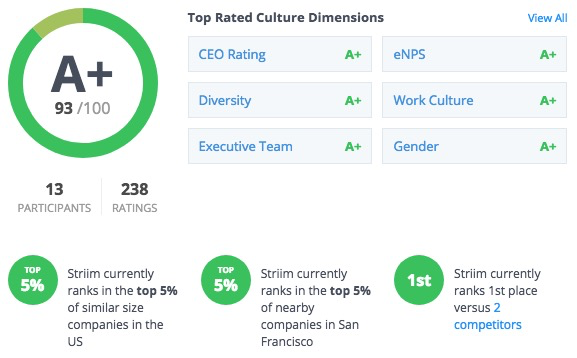 A+
93 /100
13
PARTICIPANTS
238
RATINGS
Top Rated Culture Dimensions
View All
CEO Rating A+
eNPS A+
Diversity A+
Work Culture A+
Executive Team A+
Gender A+
TOP
5%
Striim currently
ranks in the top 5%
of similar size
companies in the
US
TOP
5%
Striim currently
ranks in the top 5%
of nearby
companies in San
Francisco
1st
Striim currently
ranks 1st place
versus 2
competitors